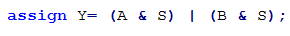 assign Y= (A & S) | (B & S);